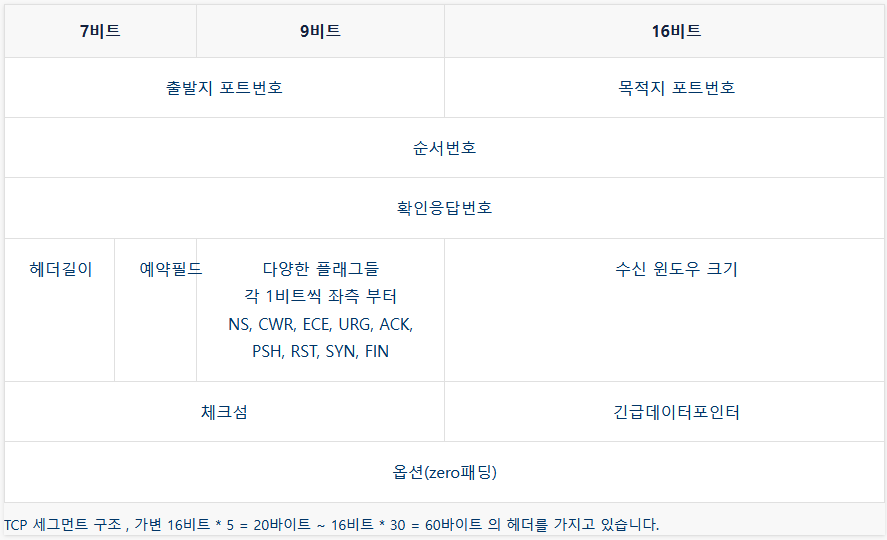 7비트 9비트 16비트
출발지 포트번호 목적지 포트번호
순서번호
확인응답번호
헤더길이 예약필드 다양한 플래그들 수신 윈도우 크기
각 1비트씩 좌측 부터
NS, CWR, ECE, URG, ACK,
PSH, RST, SYN, FIN
체크섬 긴급데이터포인터
옵션(zero패딩)
TCP 세그먼트 구조 , 가변 16비트 * 5 = 20바이트 ~ 16비트 * 30 = 60바이트 의 헤더를 가지고 있습니다.